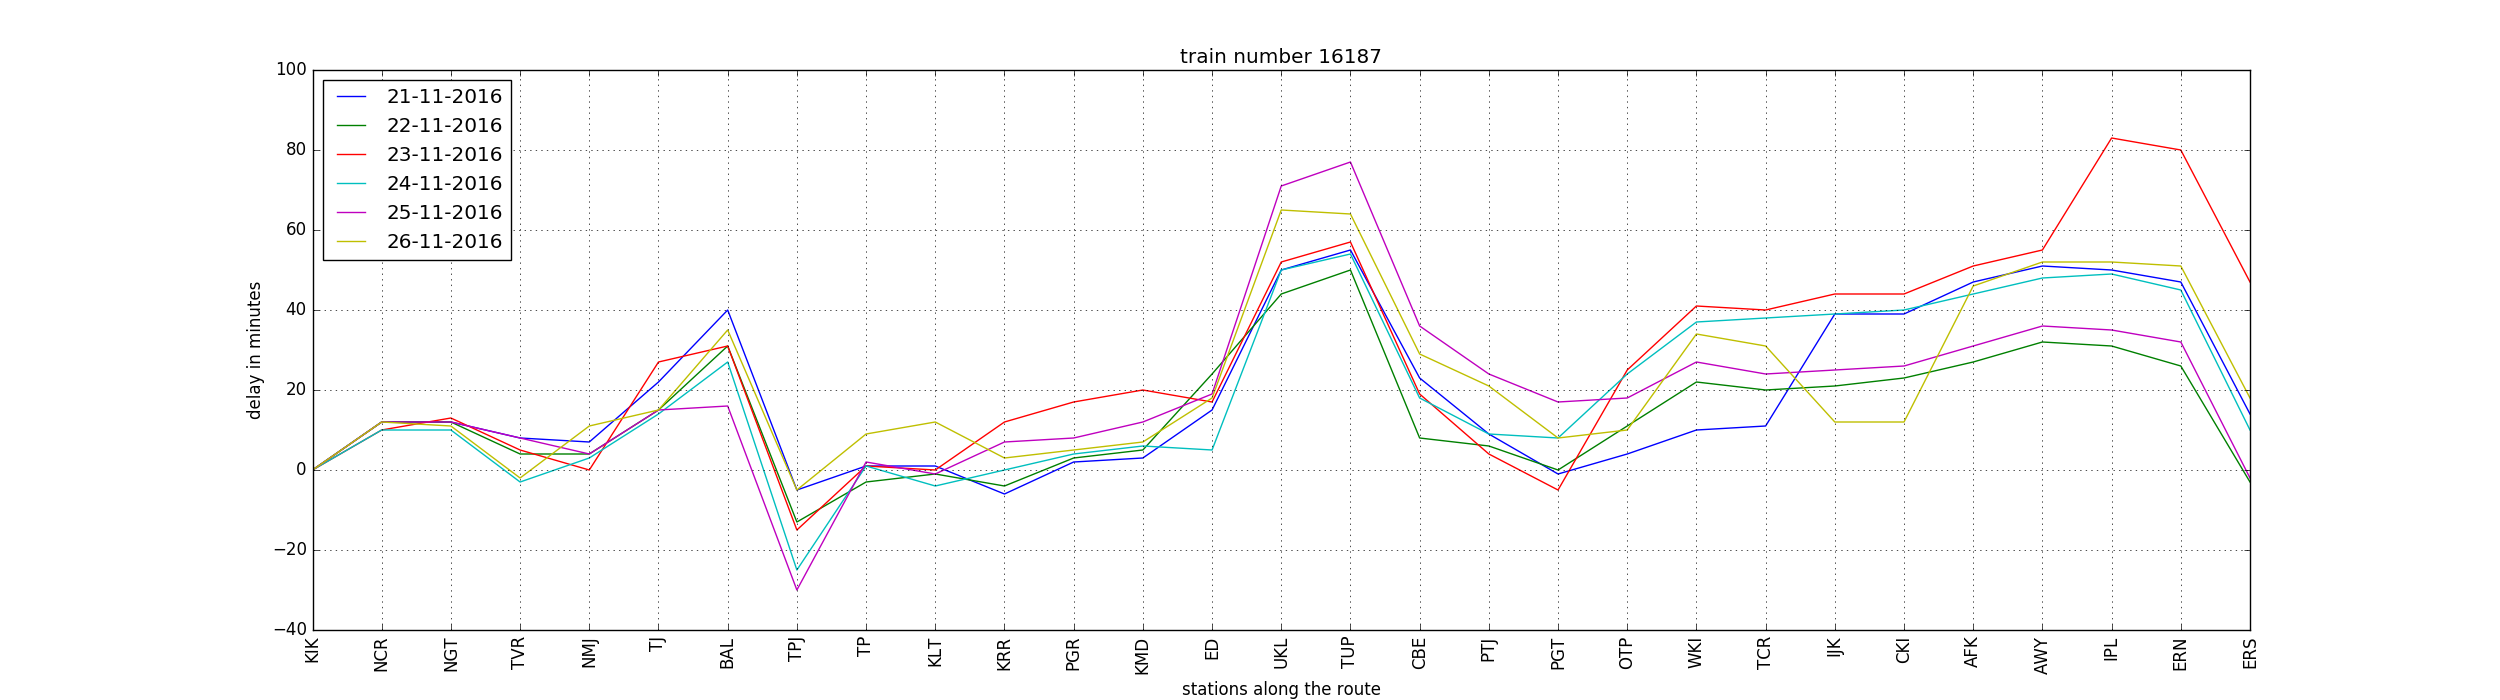 train number 16187
100
80
60
40
20
0
−20
−40
delay in minutes
21-11-2016
22-11-2016
23-11-2016
24-11-2016
25-11-2016
26-11-2016
KIK
NCR
NGT
TVR
NMJ
TJ
BAL
TPJ
TP
KLT
KRR
PGR
KMD
ED
UKL
TUP
CBE
PTJ
PGT
OTP
WKI
TCR
IJK
CKI
AFK
AWY
IPL
ERN
ERS
stations along the route